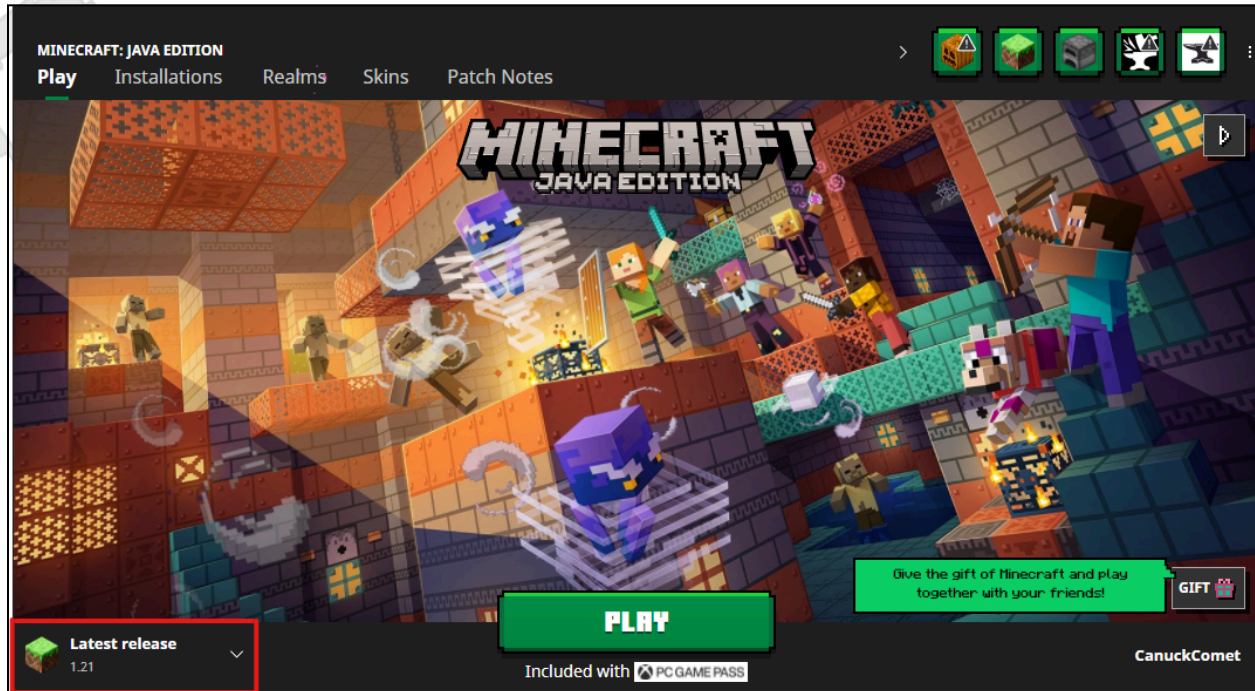 MINECRAFT: JAVA EDITION
Play Installations Realms Skins Patch Notes
MINECRAFT
JAVA EDITION
Give the gift of Minecraft and play
together with your friends!
GIFT
PLAY
Latest release
1.21
Included with PC GAME PASS
CanuckComet